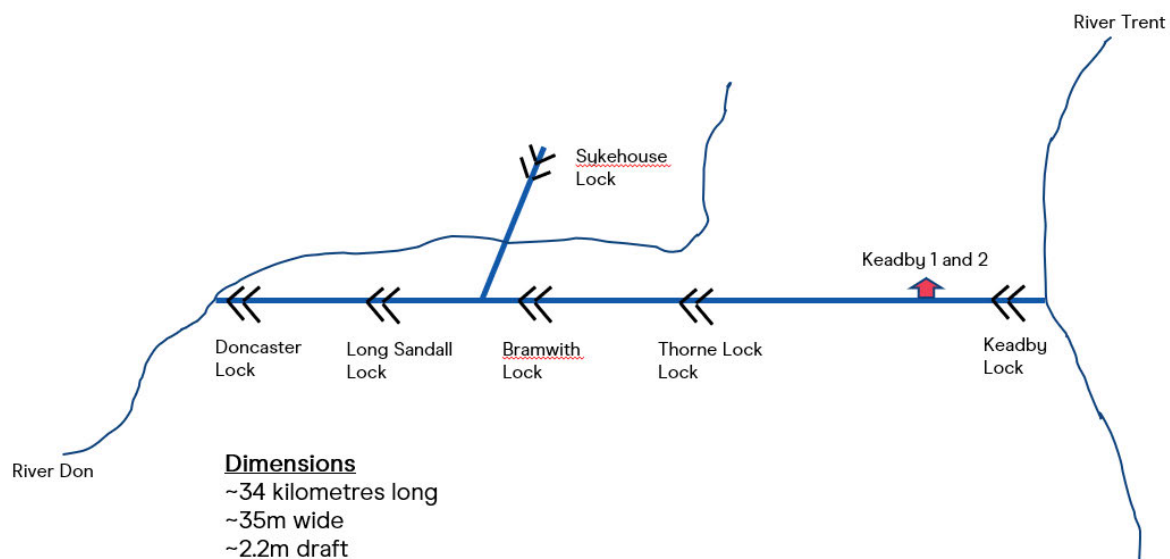 River Trent
Sykehouse
Lock
Keadby 1 and 2
Doncaster
Lock
Long Sandall
Lock
Bramwith
Lock
Thorne Lock
Lock
Keadby
Lock
River Don
Dimensions
~34 kilometres long
~35m wide
~2.2m draft